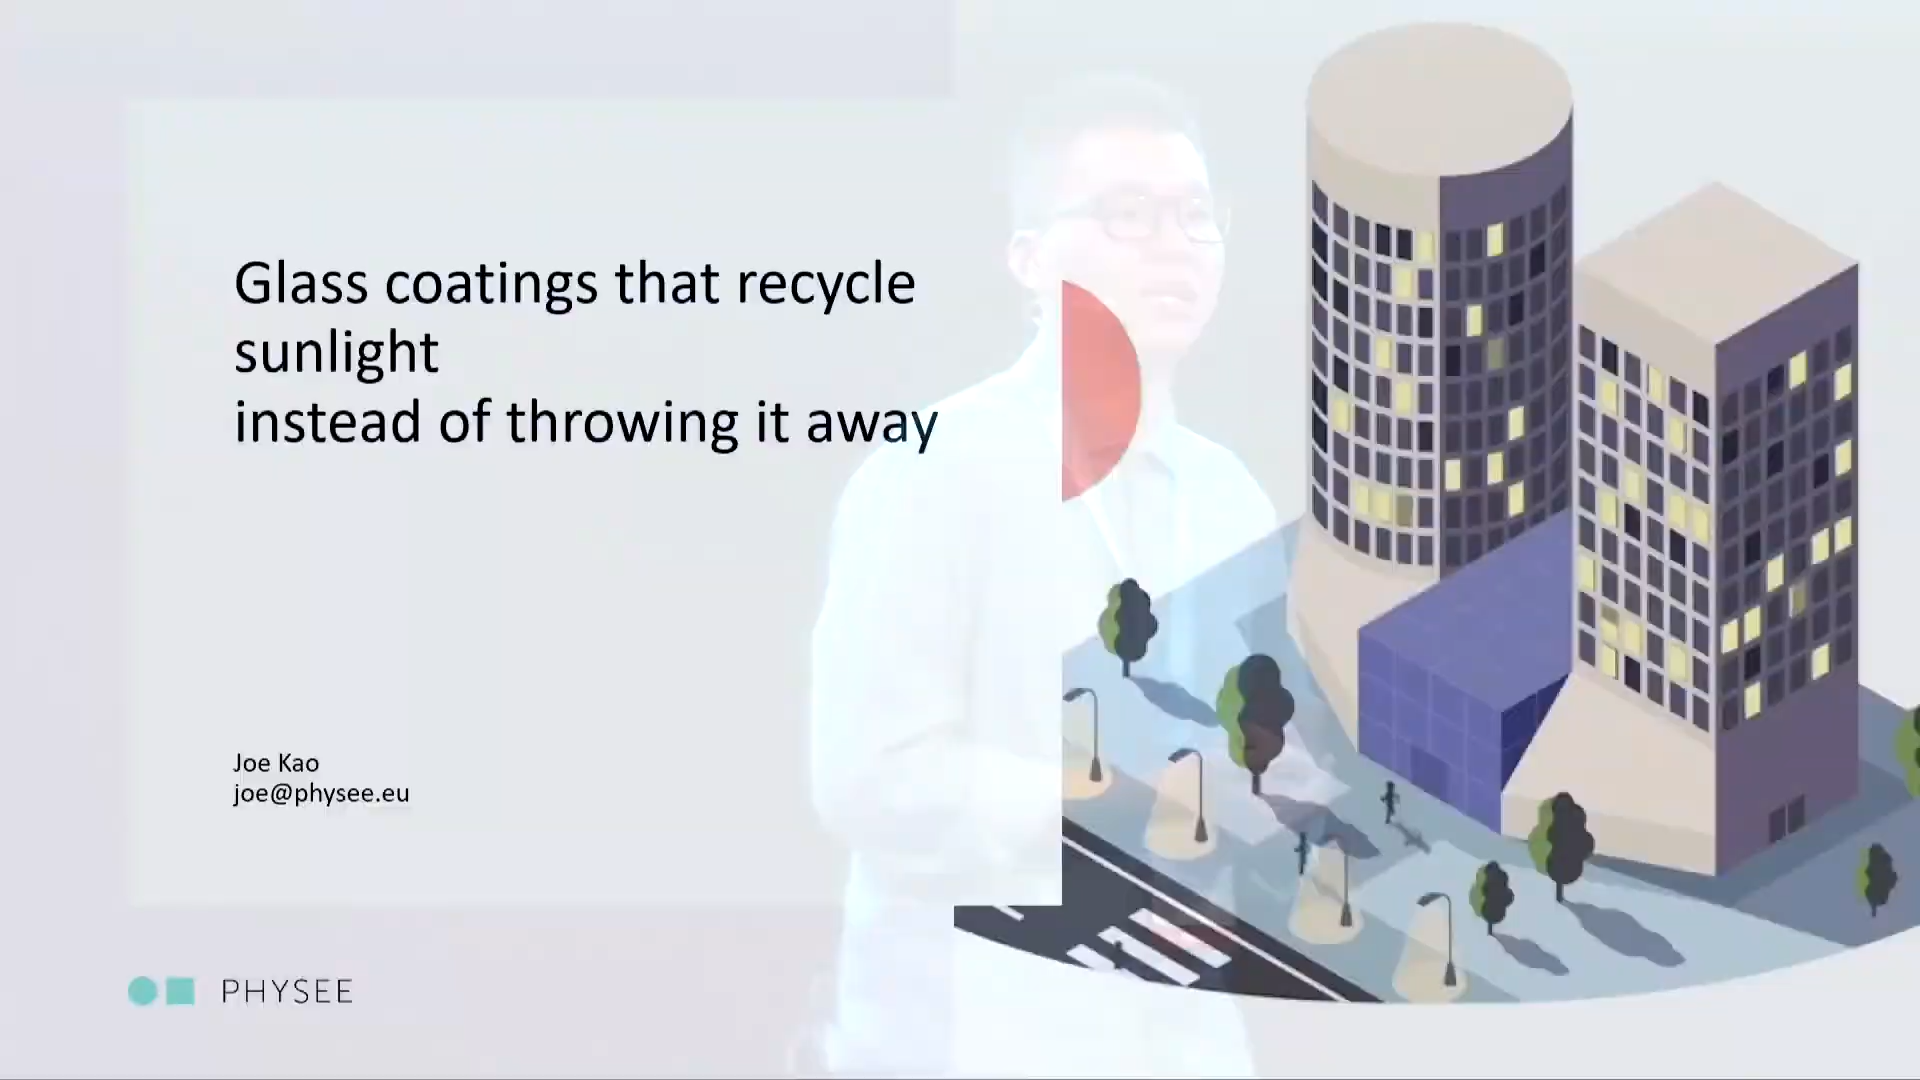 Glass coatings that recycle
sunlight
instead of throwing it away
Joe Kao
joe@physee.eu
PHYSEE